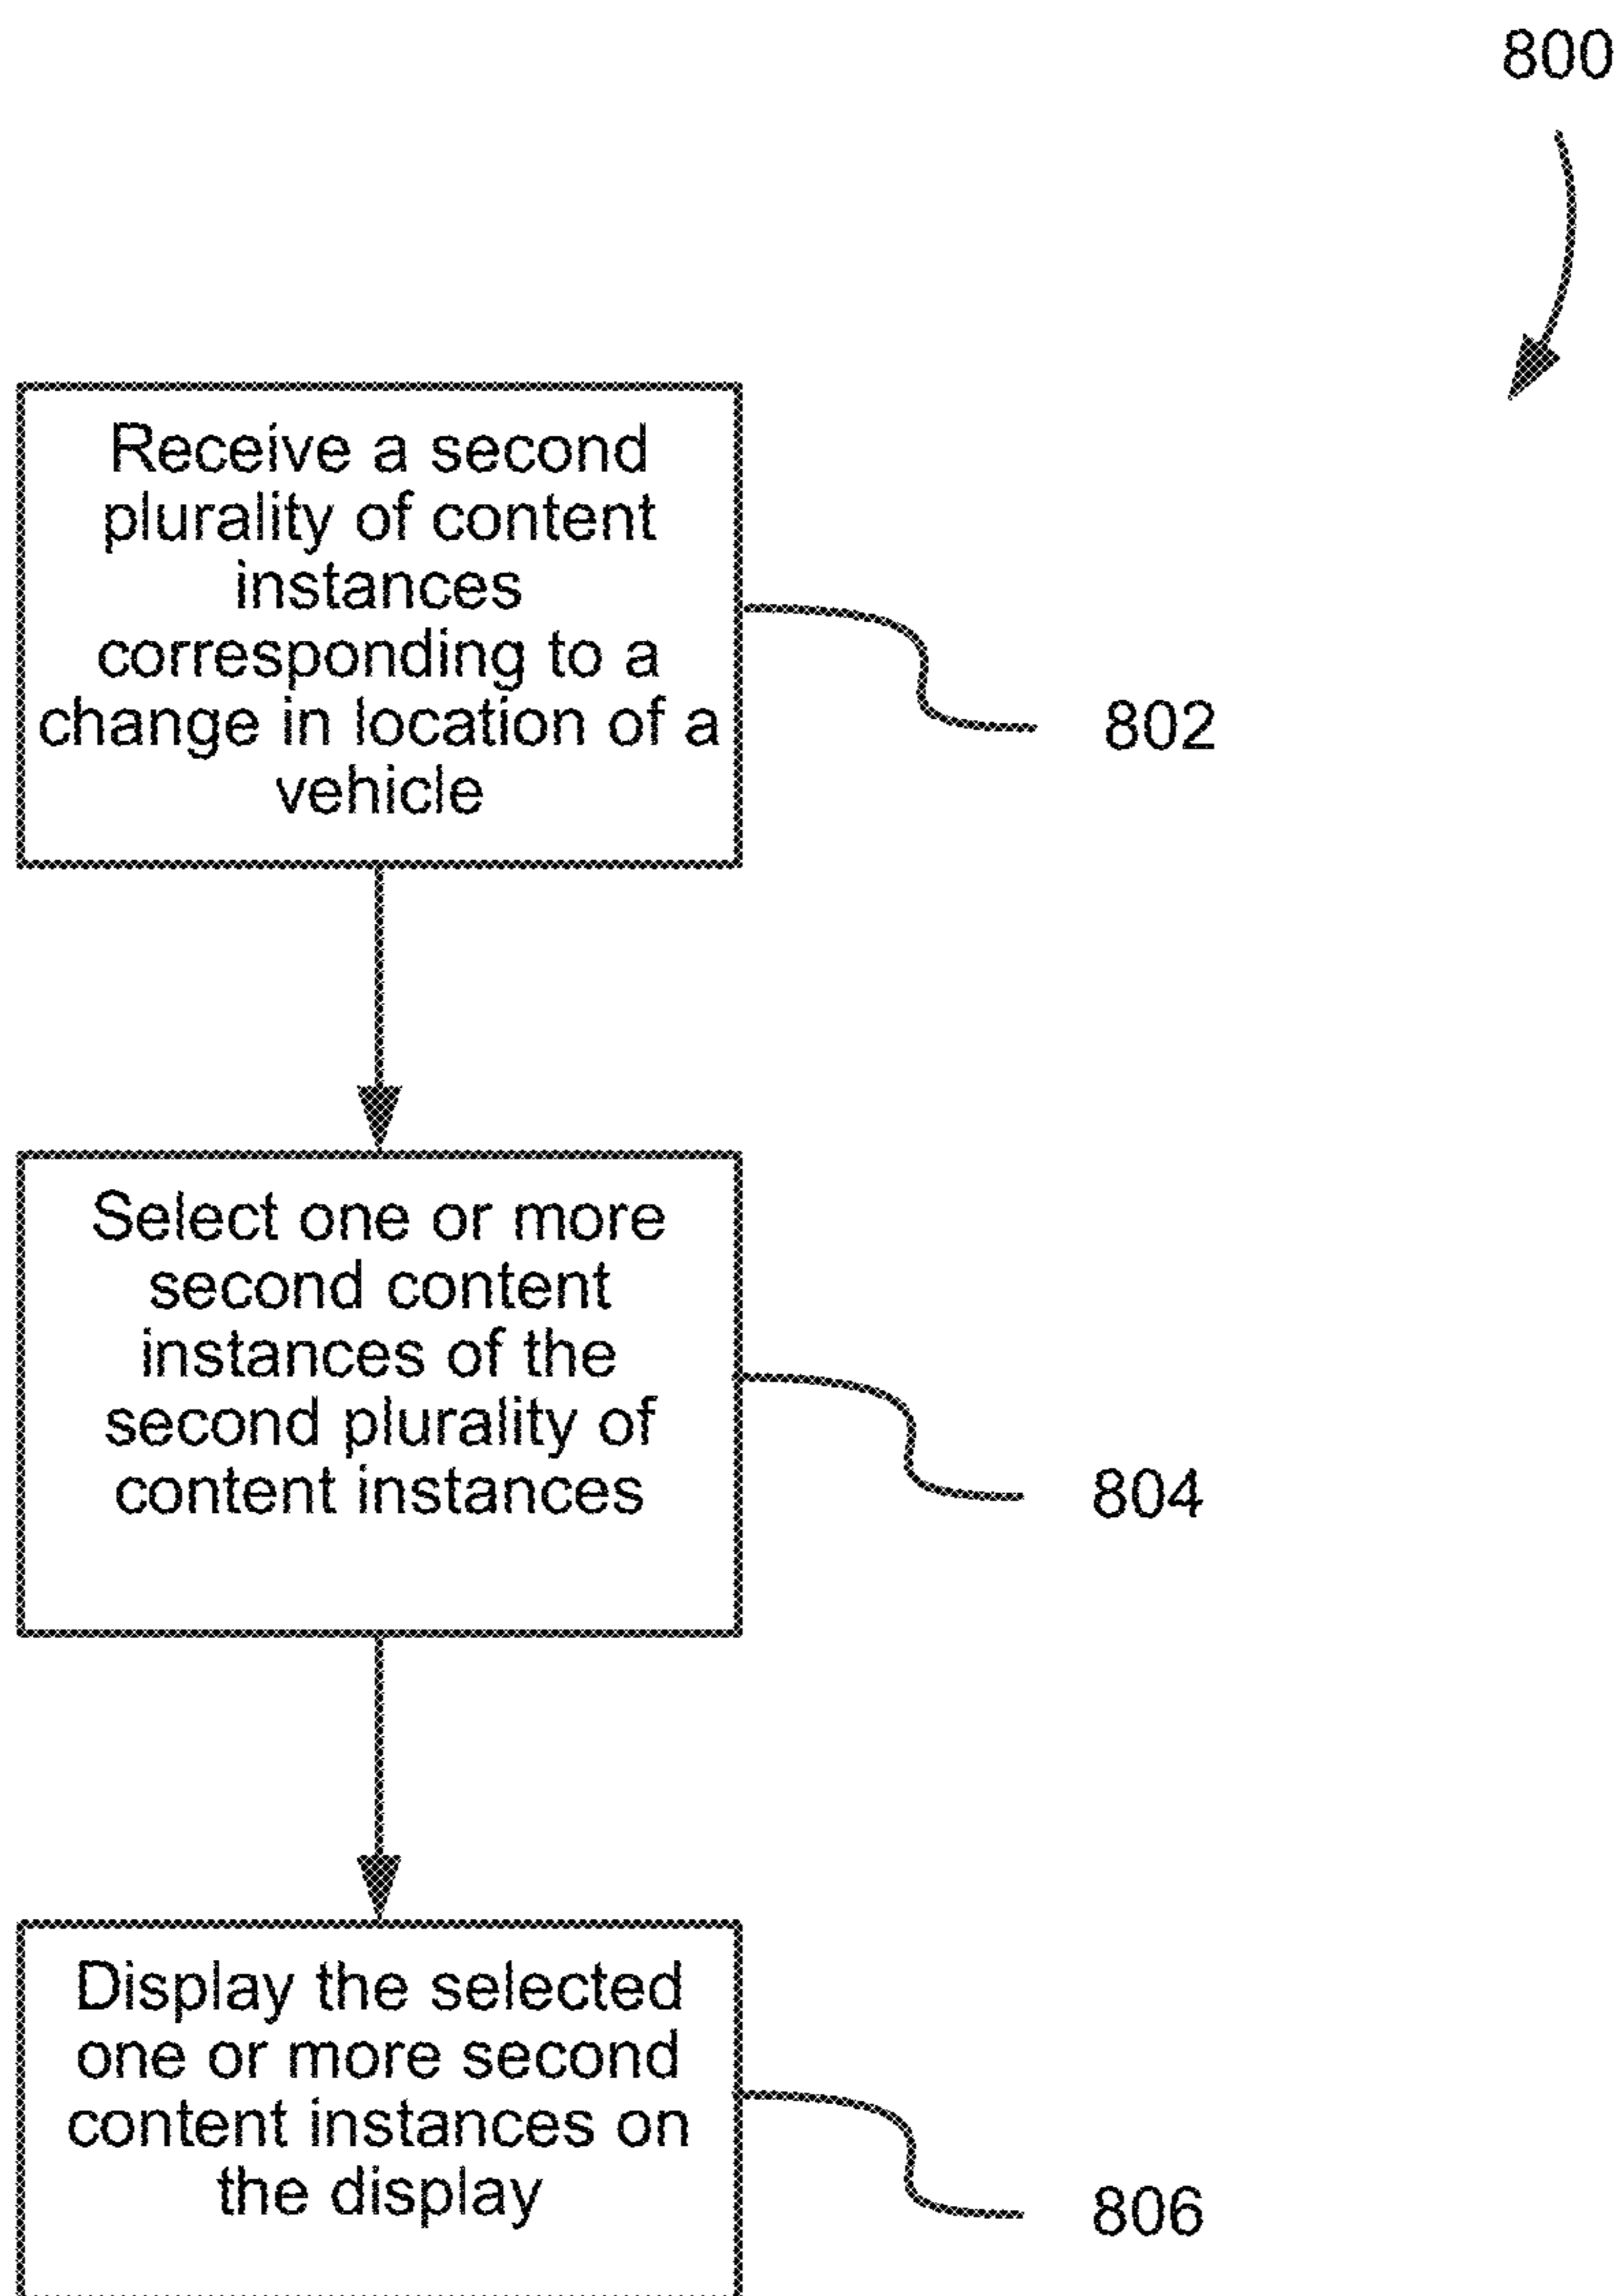 800
Receive a second
plurality of content
instances
corresponding to a
change in location of a
vehicle
802
Select one or more
second content
instances of the
second plurality of
content instances
804
Display the selected
one or more second
content instances on
the display
806